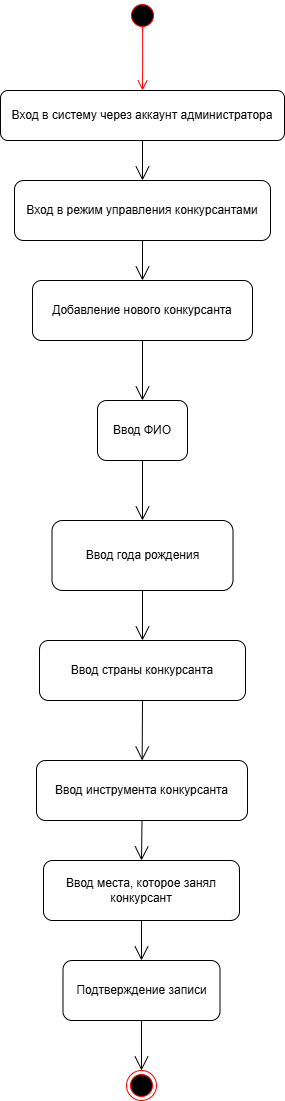 Вход в систему через аккаунт администратора
Вход в режим управления конкурсантами
Добавление нового конкурсанта
Ввод ФИО
Ввод года рождения
Ввод страны конкурсанта
Ввод инструмента конкурсанта
Ввод места, которое занял
конкурсант
Подтверждение записи